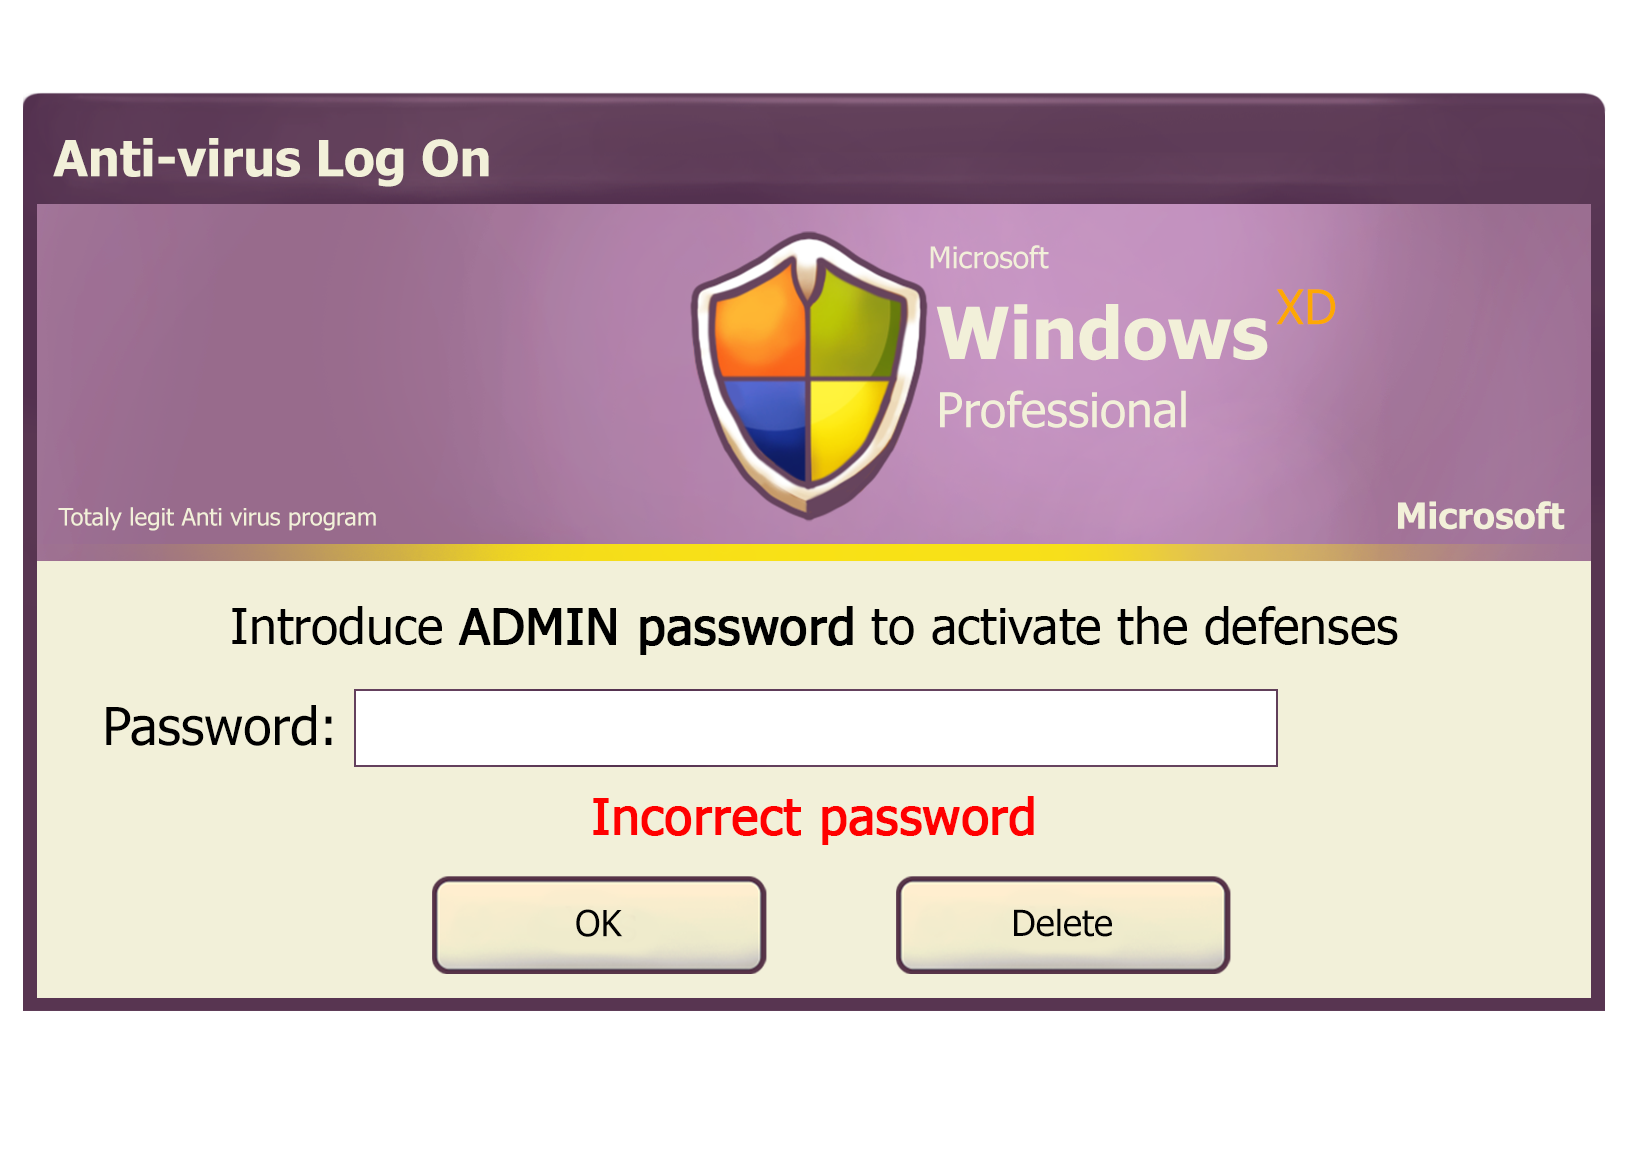 Anti-virus Log On
Microsoft
Windows XD
Professional
Totaly legit Anti virus program
Microsoft
Introduce ADMIN password to activate the defenses
Password:
Incorrect password
OK
Delete